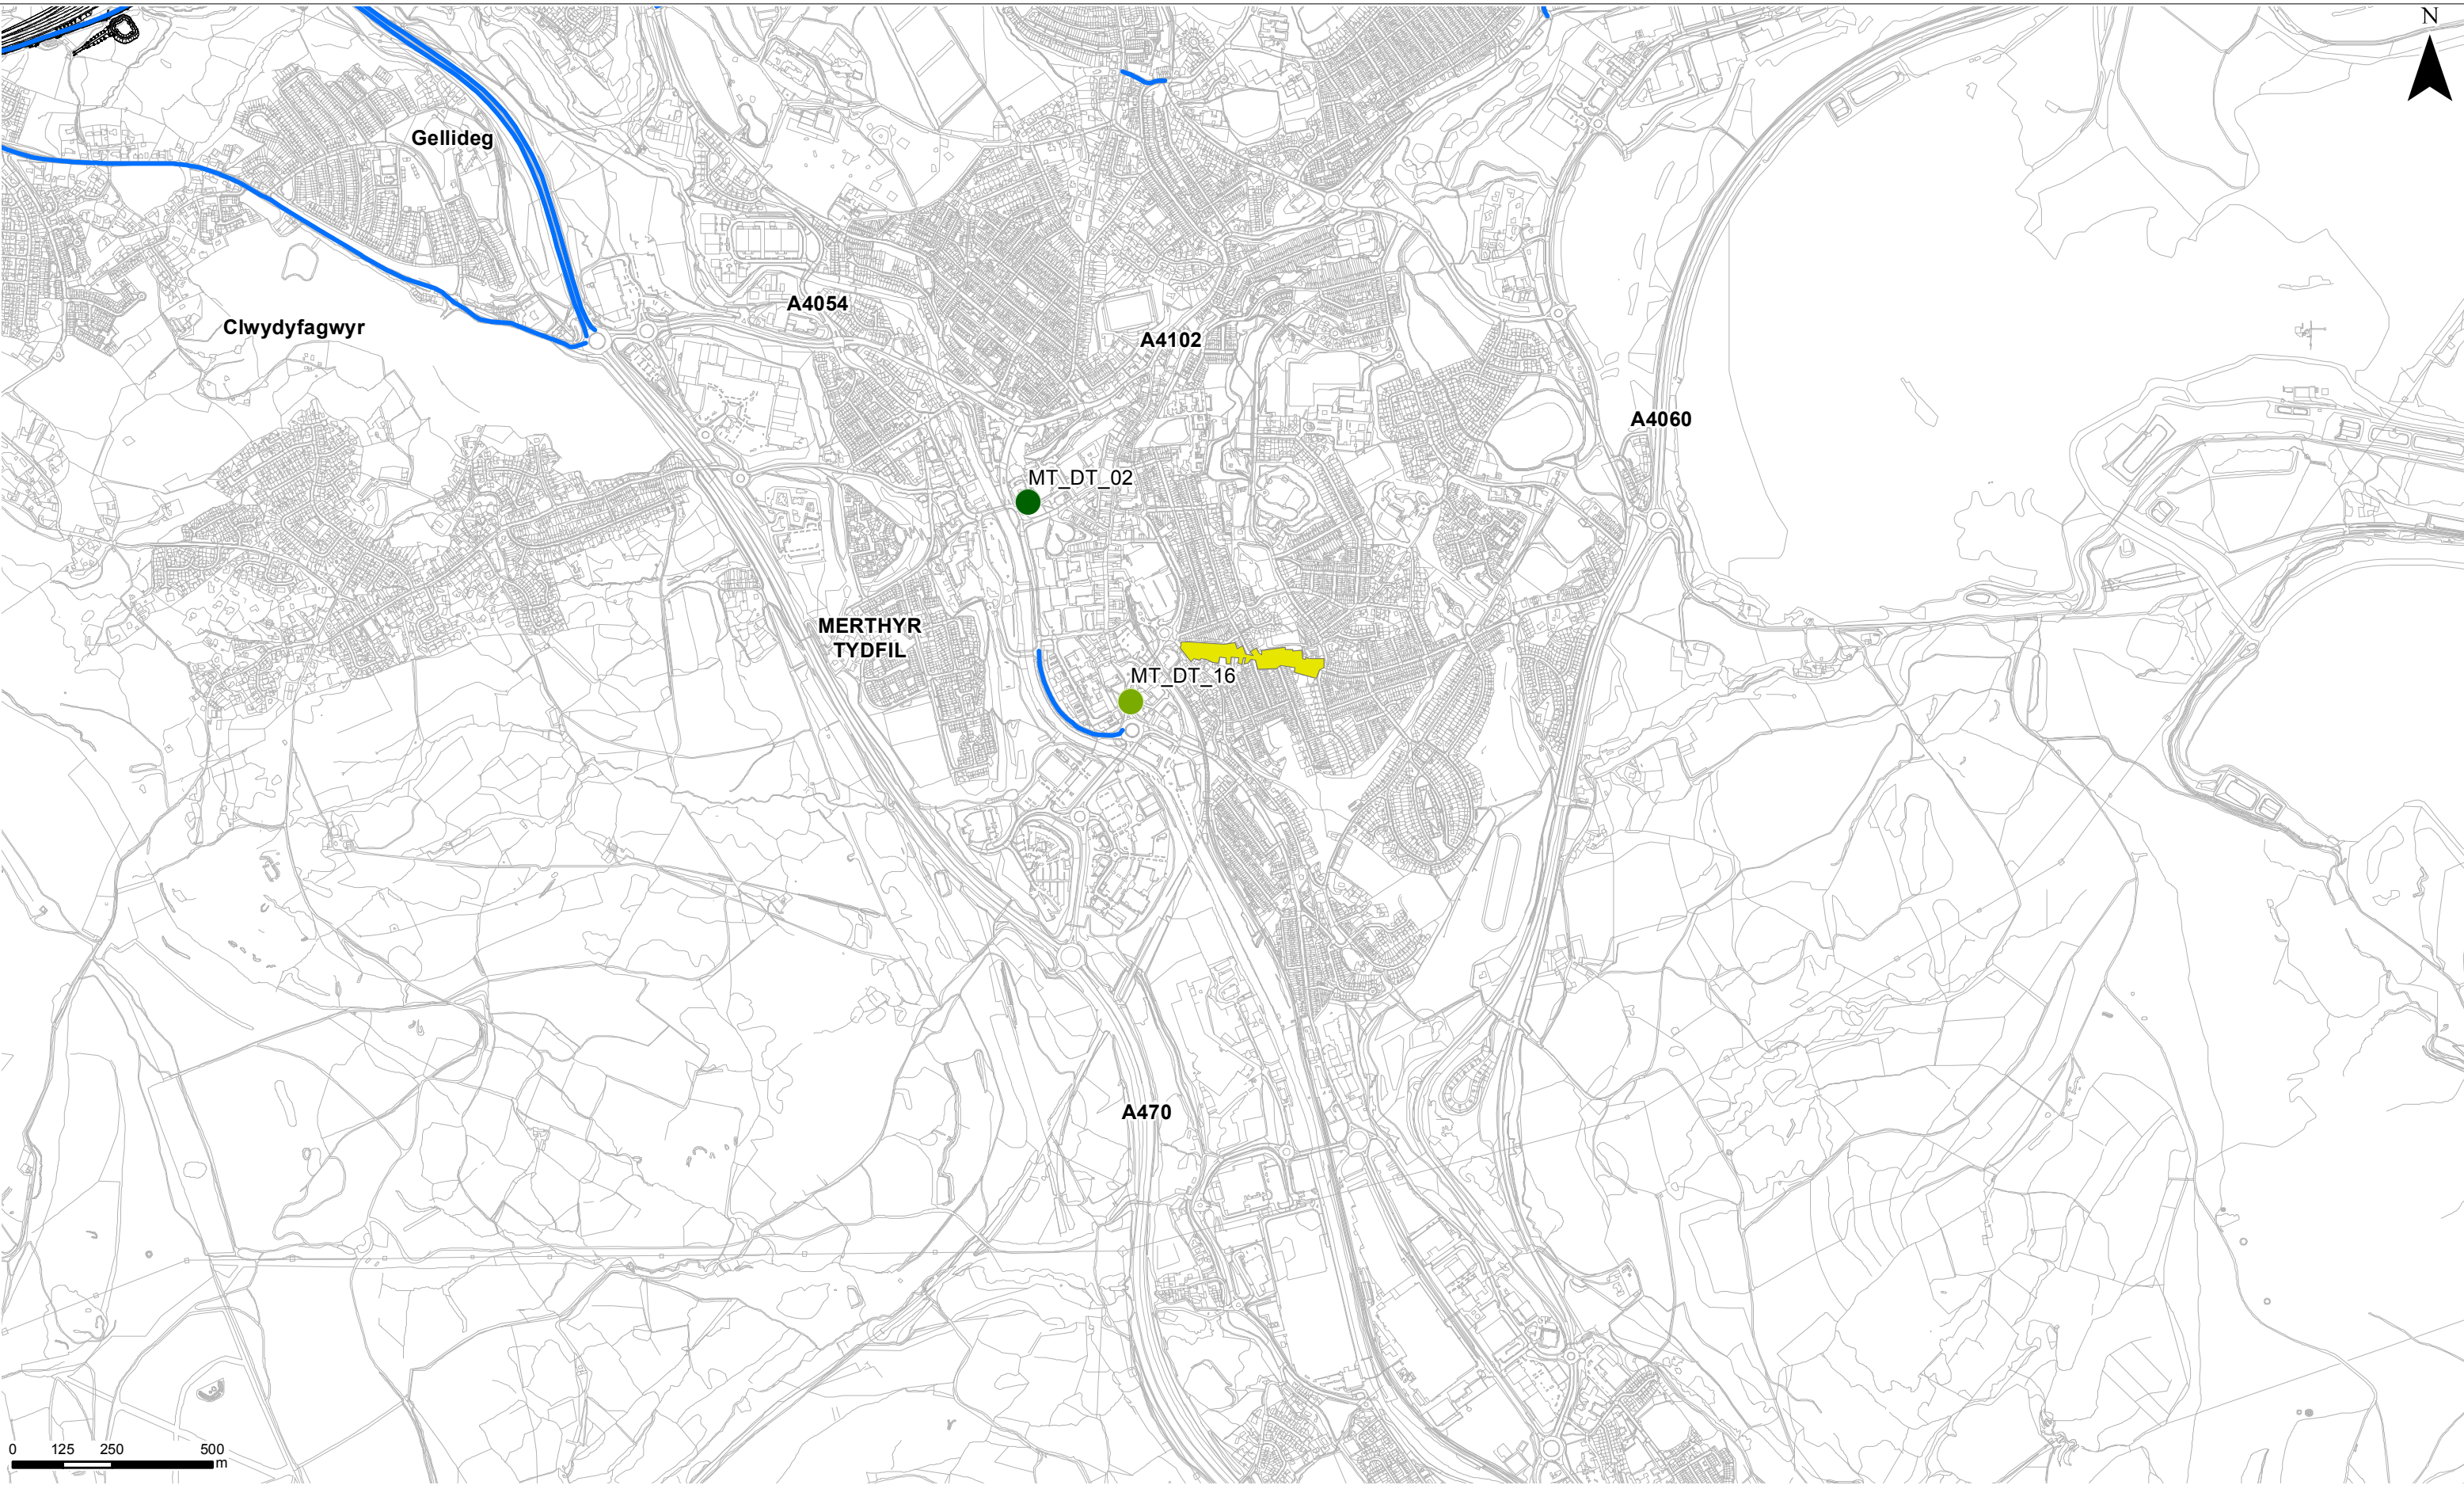 N
Gellideg
A4054
Clwydyfagwyr
A4102
A4060
MT_DT_02
MERTHYR
TYDFIL
MT_DT_16
A470
0 125 250 500
m